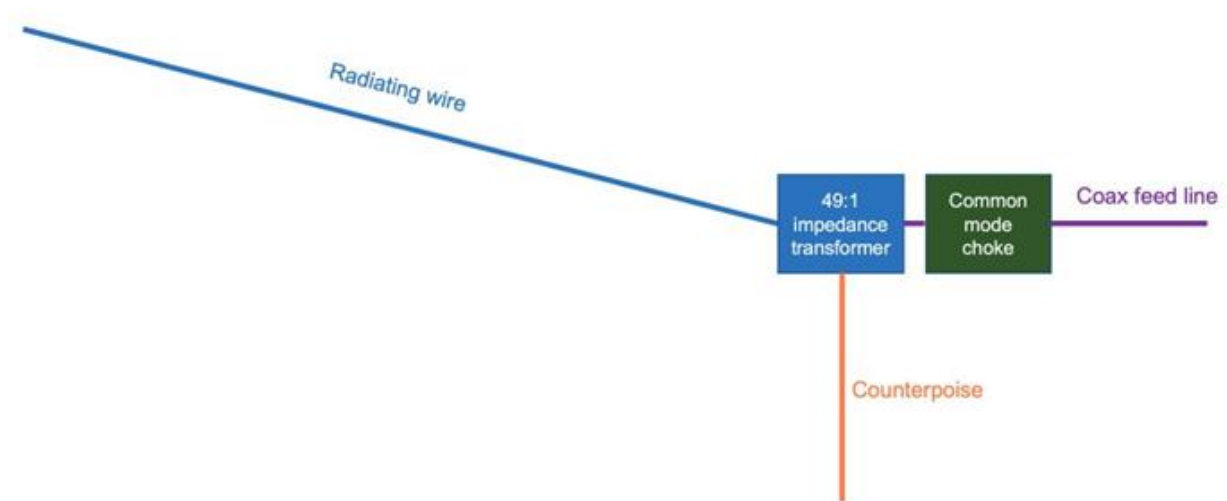 Radiating wire
49:1
impedance
transformer
Common
mode
choke
Coax feed line
Counterpoise